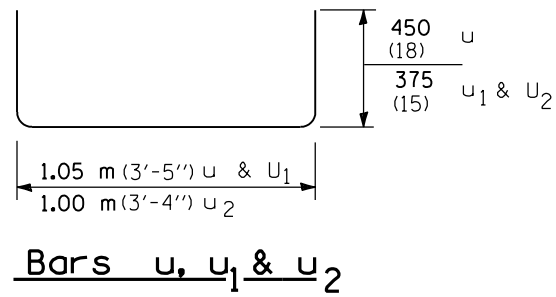 450 u
(18)
375 u1 & U2
(15)
1.05 m (3'-5'') u & U1
1.00 m (3'-4'') u2
Bars u, u1 & u2